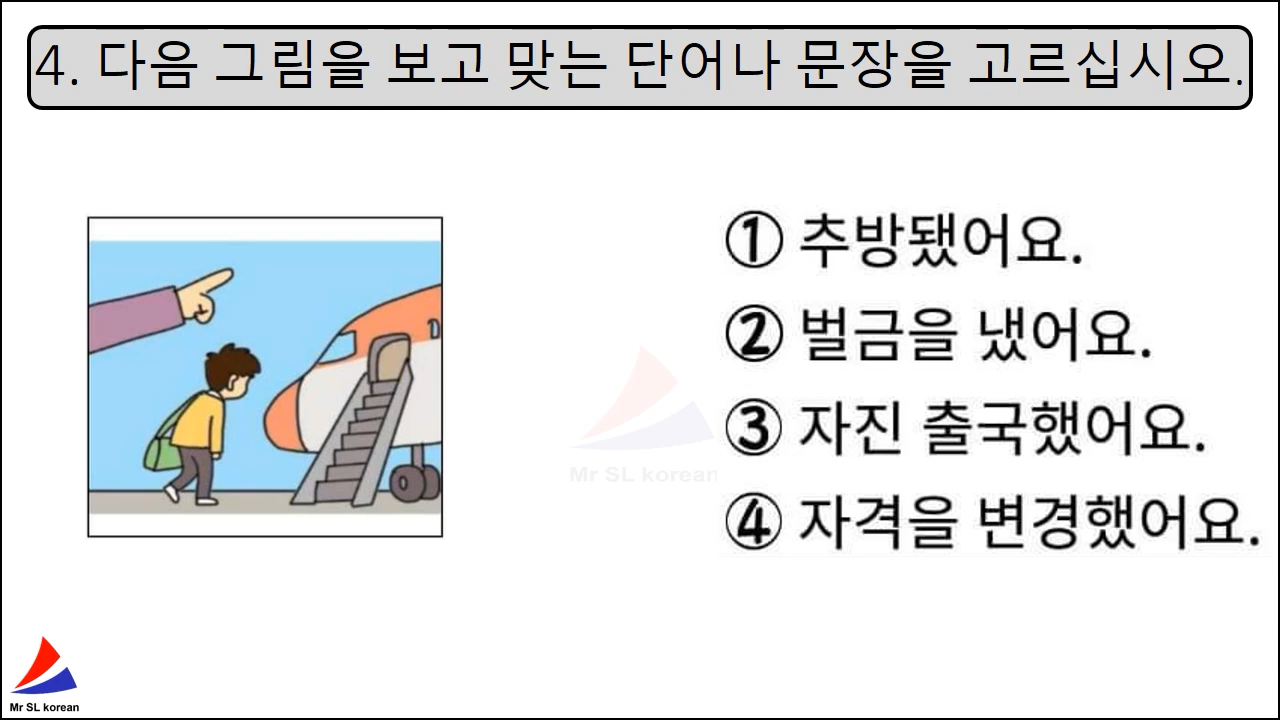 4. 다음 그림을 보고 맞는 단어나 문장을 고르십시오.
① 추방됐어요.
② 벌금을 냈어요.
③ 자진 출국했어요.
④ 자격을 변경했어요.
Mr SL korean
Mr SL korean